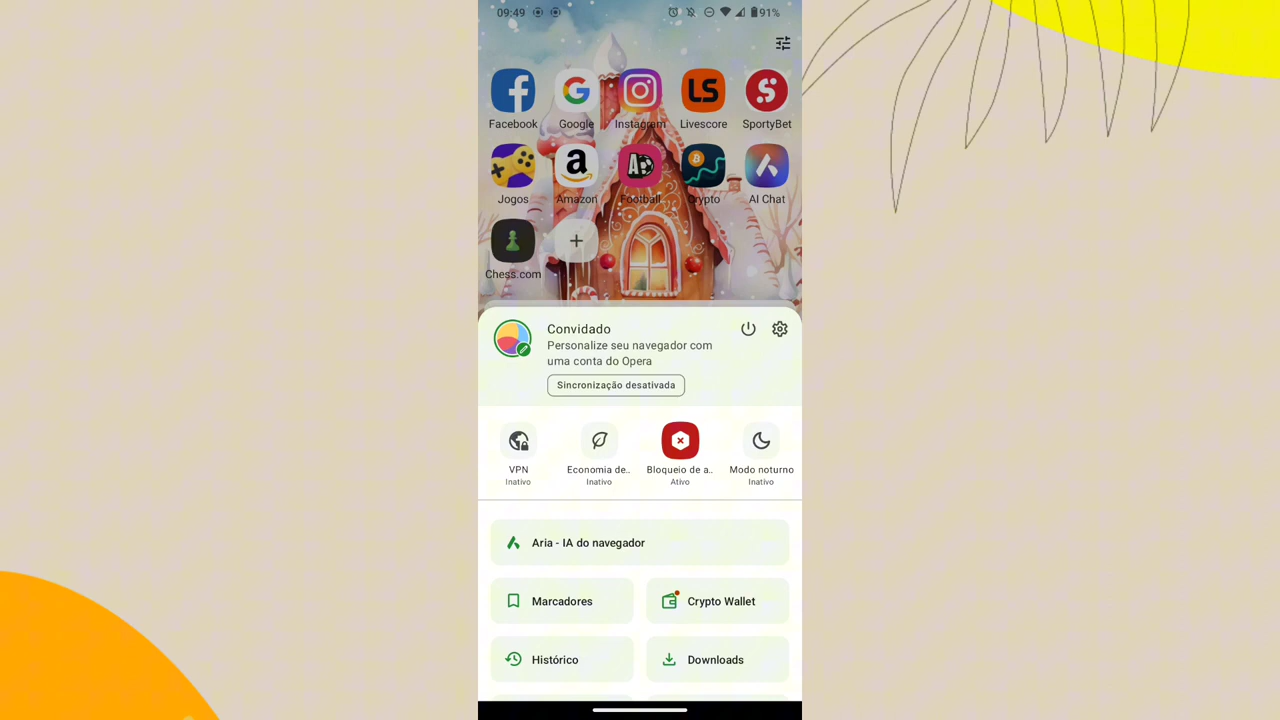 09:49
91%
Facebook Google Instagram Livescore SportyBet
Jogos Amazon Football Crypto AI Chat
Chess.com
Convidado
Personalize seu navegador com
uma conta do Opera
Sincronização desativada
VPN Economia de.. Bloqueio de a.. Modo noturno
Inativo Inativo Ativo Inativo
Aria - IA do navegador
Marcadores Crypto Wallet
Histórico Downloads